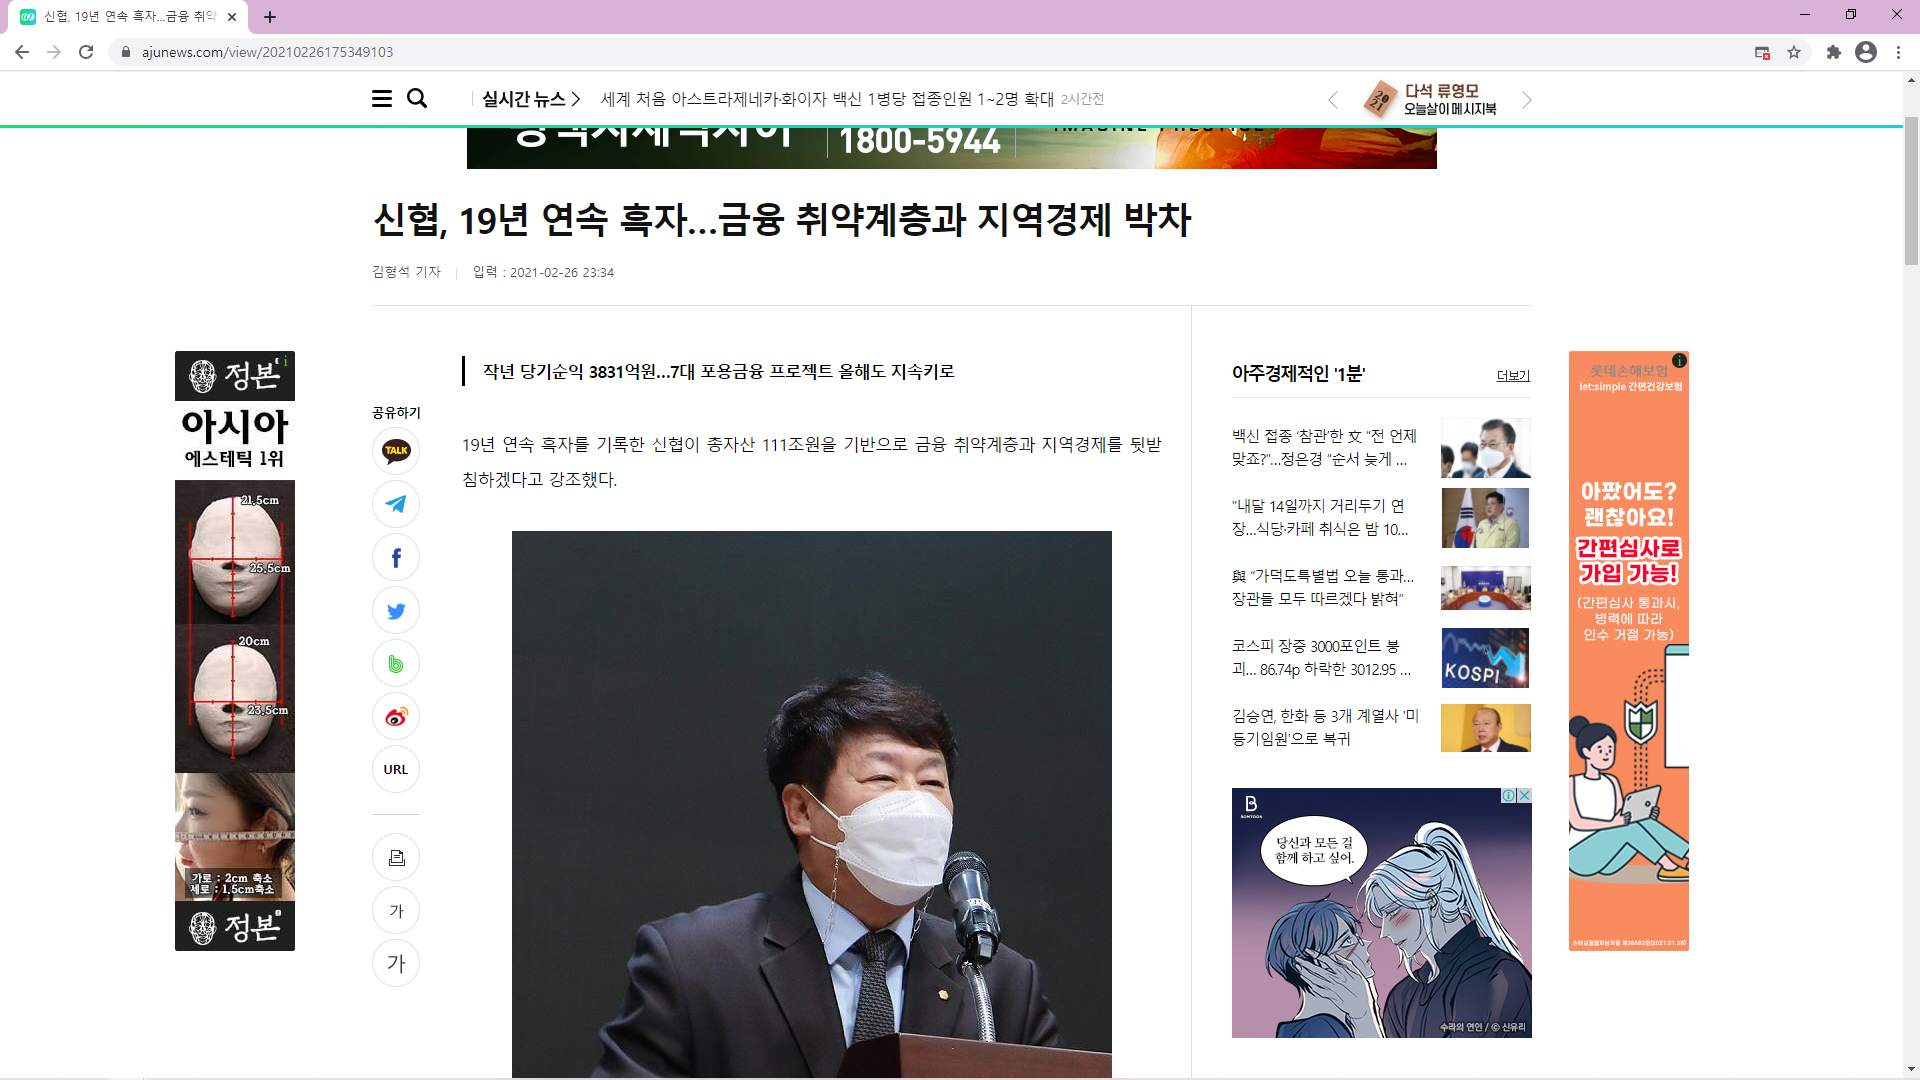 신협, 19년 연속 흑자...금융 취약
ajunews.com/view/20210226175349103
실시간 뉴스
세계 처음 아스트라제네카·화이자 백신 1병당 접종인원 1~2명 확대 2시간전
2021
다석 류영모
오늘살이 메시지북
1800-5944
신협, 19년 연속 흑자...금융 취약계층과 지역경제 박차
김형석 기자
입력 : 2021-02-26 23:34
작년 당기순익 3831억원...7대 포용금융 프로젝트 올해도 지속키로
공유하기
TALK
URL
가
가
19년 연속 흑자를 기록한 신협이 총자산 111조원을 기반으로 금융 취약계층과 지역경제를 뒷받
침하겠다고 강조했다.
아주경제적인 '1분'
더보기
백신 접종 ‘참관’한 文 “전 언제
맞죠?”...정은경 “순서 늦게 ...
"내달 14일까지 거리두기 연
장...식당·카페 취식은 밤 10...
與 “가덕도특별법 오늘 통과...
장관들 모두 따르겠다 밝혀”
코스피 장중 3000포인트 붕
괴... 86.74p 하락한 3012.95 ...
KOSPI
김승연, 한화 등 3개 계열사 '미
등기임원'으로 복귀
BOMTOON
당신과 모든 걸
함께 하고 싶어.
수라의 연인 / ⓒ 신유리
정본
아시아
에스테틱 1위
21.5cm
25.5cm
20cm
23.5cm
가로 : 2cm 축소
세로 : 1.5cm축소
정본
롯데손해보험
let:simple 간편건강보험
아팠어도?
괜찮아요!
간편심사로
가입 가능!
(간편심사 통과시,
병력에 따라
인수 거절 가능)